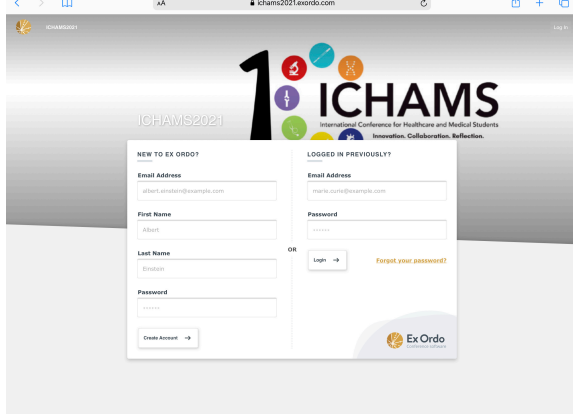 AA
ichams2021.exordo.com
ICHAMS2021
Log In
1
ICHAMS
International Conference for Healthcare and Medical Students
Innovation. Collaboration. Reflection.
ICHAMS2021
NEW TO EX ORDO?
Email Address
albert.einstein@example.com
First Name
Albert
Last Name
Einstein
Password
Create Account →
OR
LOGGED IN PREVIOUSLY?
Email Address
marie.curry@example.com
Password
Login →
Forgot your password?
Ex Ordo
Conference software